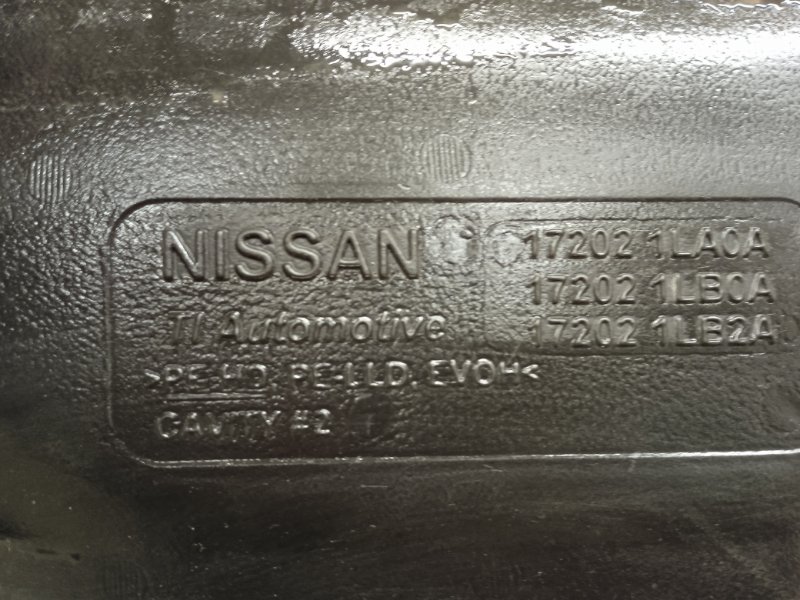 NISSAN
17202 1LA0A
17202 1LB0A
17202 1LB2A
TI Automotive
>PE-HD, PE-LLD, EVOH<
CAVITY #2